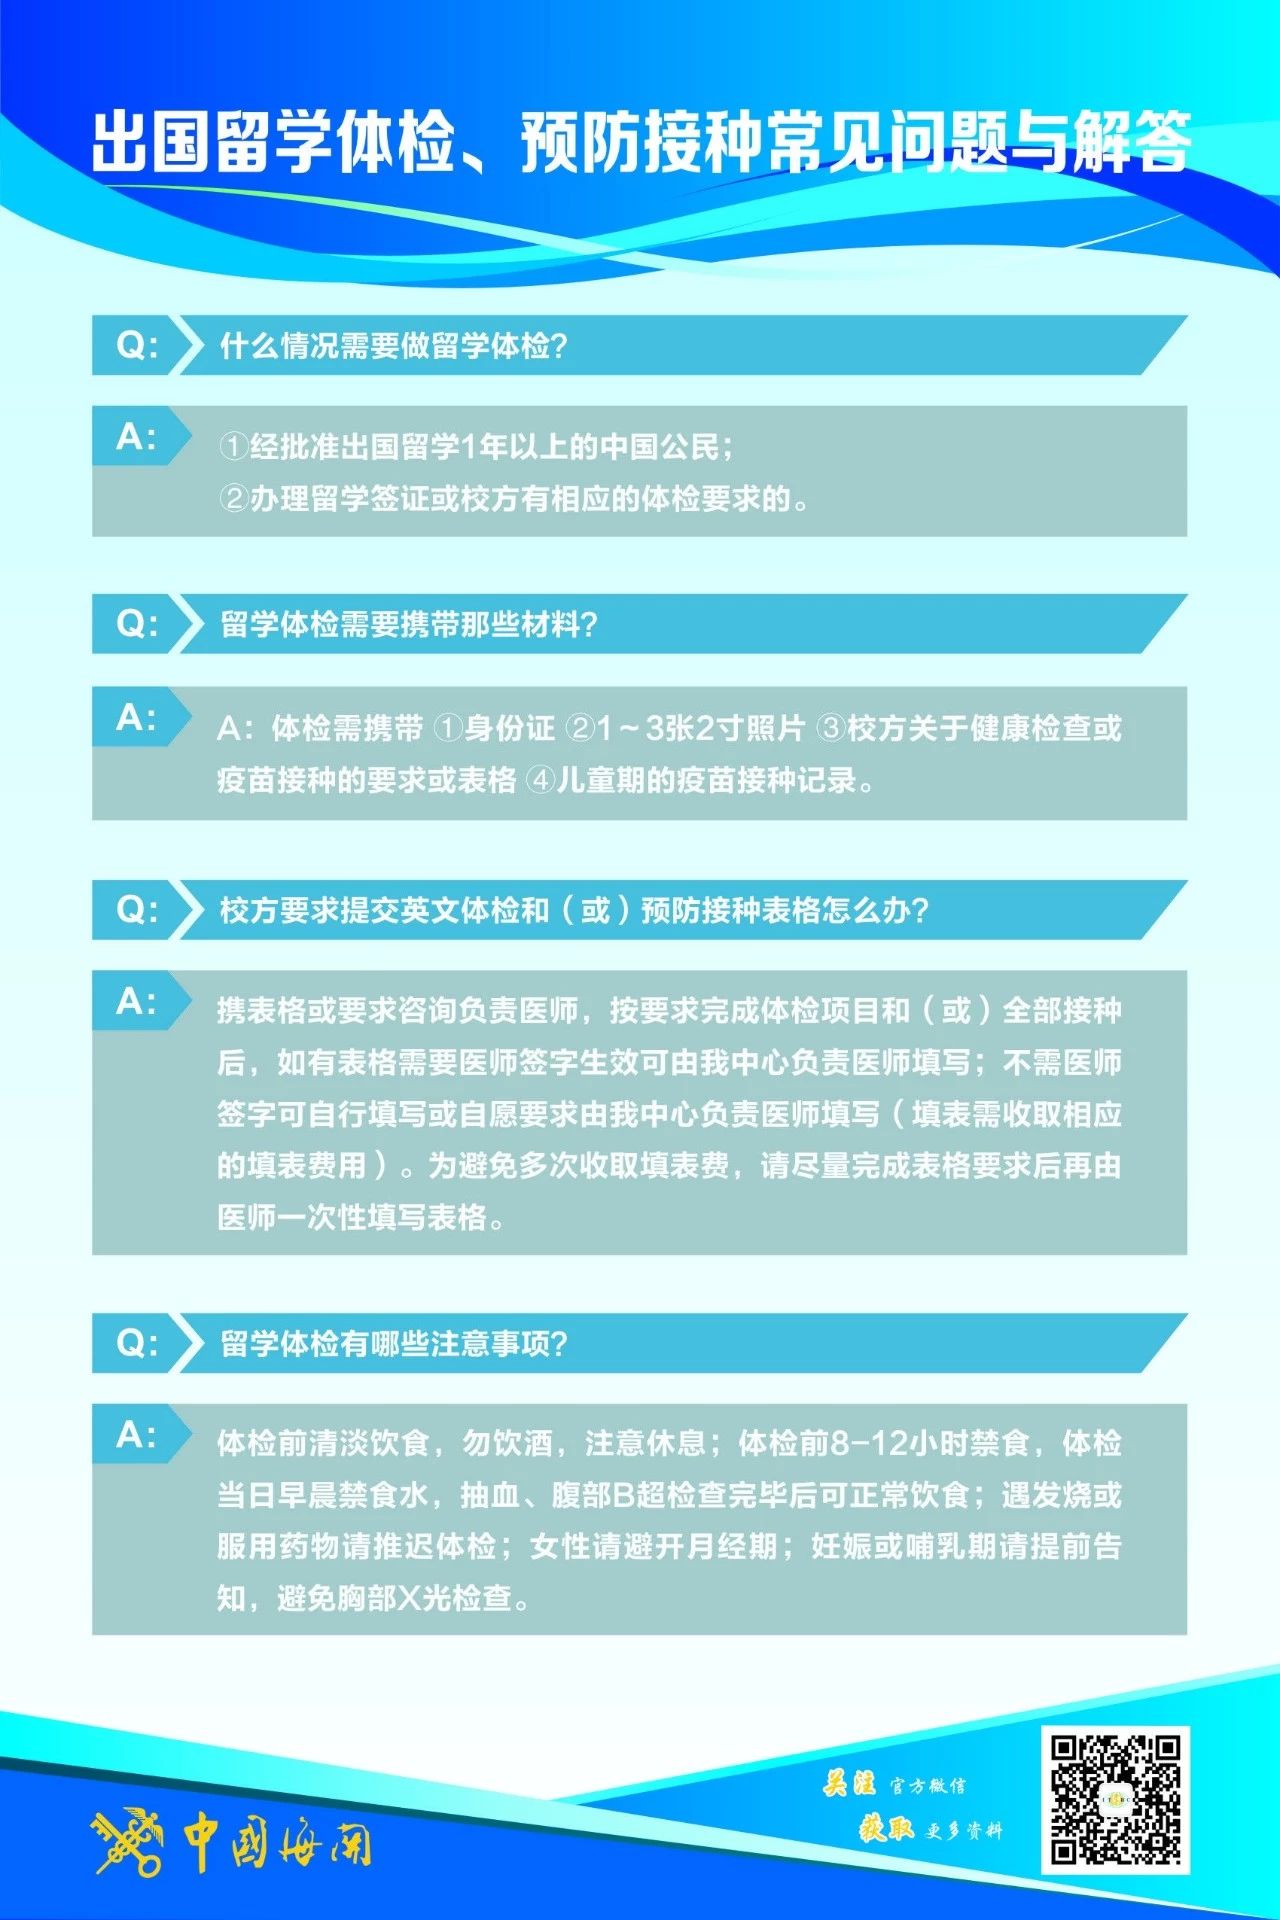 出国留学体检、预防接种常见问题与解答
Q: 什么情况需要做留学体检？
A: ①经批准出国留学1年以上的中国公民；
②办理留学签证或校方有相应的体检要求的。
Q: 留学体检需要携带那些材料？
A: A：体检需携带 ①身份证 ②1～3张2寸照片 ③校方关于健康检查或
疫苗接种的要求或表格 ④儿童期的疫苗接种记录。
Q: 校方要求提交英文体检和（或）预防接种表格怎么办？
A: 携表格或要求咨询负责医师，按要求完成体检项目和（或）全部接种
后，如有表格需要医师签字生效可由我中心负责医师填写；不需医师
签字可自行填写或自愿要求由我中心负责医师填写（填表需收取相应
的填表费用）。为避免多次收取填表费，请尽量完成表格要求后再由
医师一次性填写表格。
Q: 留学体检有哪些注意事项？
A: 体检前清淡饮食，勿饮酒，注意休息；体检前8-12小时禁食，体检
当日早晨禁食水，抽血、腹部B超检查完毕后可正常饮食；遇发烧或
服用药物请推迟体检；女性请避开月经期；妊娠或哺乳期请提前告
知，避免胸部X光检查。
关注 官方微信
获取 更多资料
中國海關